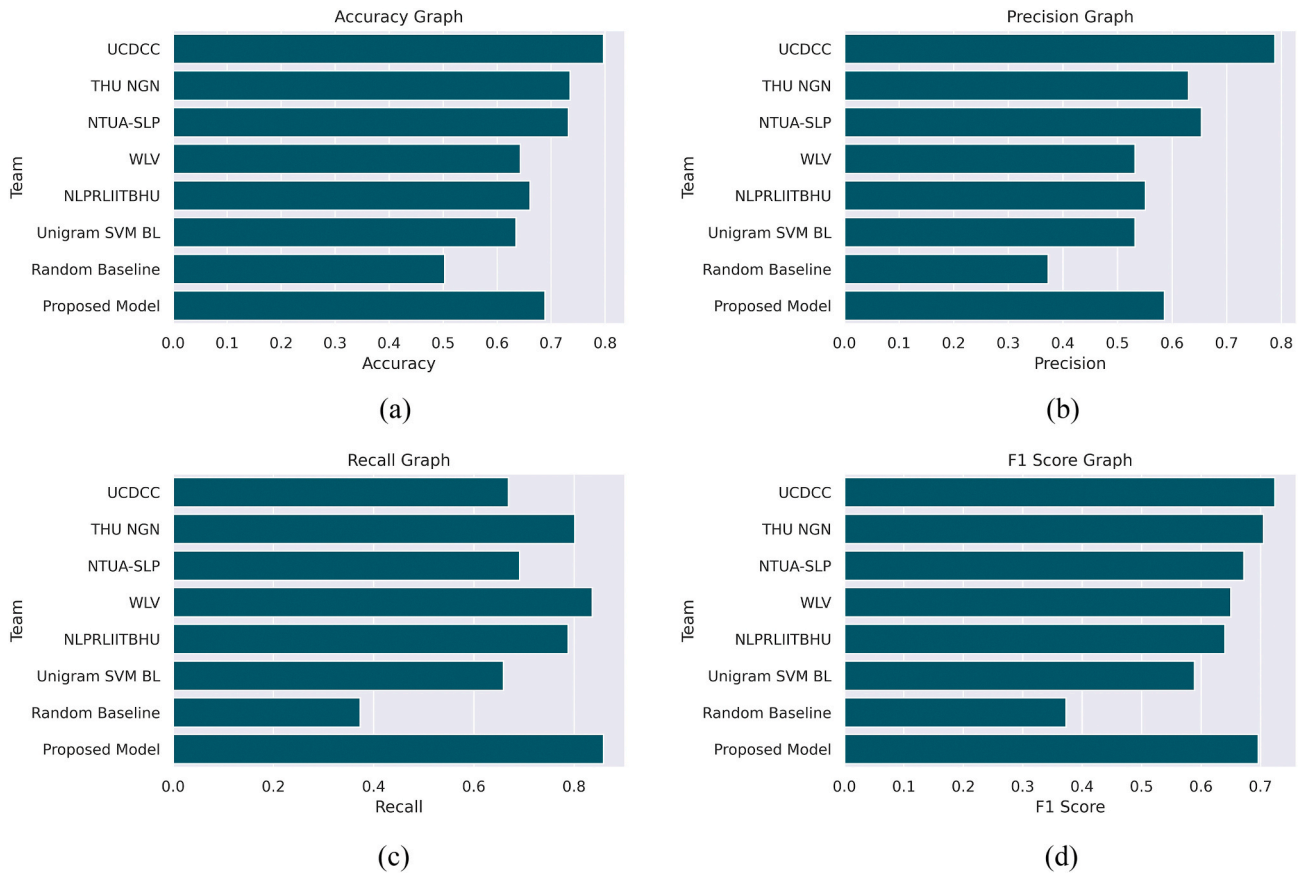 Accuracy Graph
Team
UCDCC
THU NGN
NTUA-SLP
WLV
NLPRLIITBHU
Unigram SVM BL
Random Baseline
Proposed Model
0.0 0.1 0.2 0.3 0.4 0.5 0.6 0.7 0.8
Accuracy
(a)
Precision Graph
Team
UCDCC
THU NGN
NTUA-SLP
WLV
NLPRLIITBHU
Unigram SVM BL
Random Baseline
Proposed Model
0.0 0.1 0.2 0.3 0.4 0.5 0.6 0.7 0.8
Precision
(b)
Recall Graph
Team
UCDCC
THU NGN
NTUA-SLP
WLV
NLPRLIITBHU
Unigram SVM BL
Random Baseline
Proposed Model
0.0 0.2 0.4 0.6 0.8
Recall
(c)
F1 Score Graph
Team
UCDCC
THU NGN
NTUA-SLP
WLV
NLPRLIITBHU
Unigram SVM BL
Random Baseline
Proposed Model
0.0 0.1 0.2 0.3 0.4 0.5 0.6 0.7
F1 Score
(d)